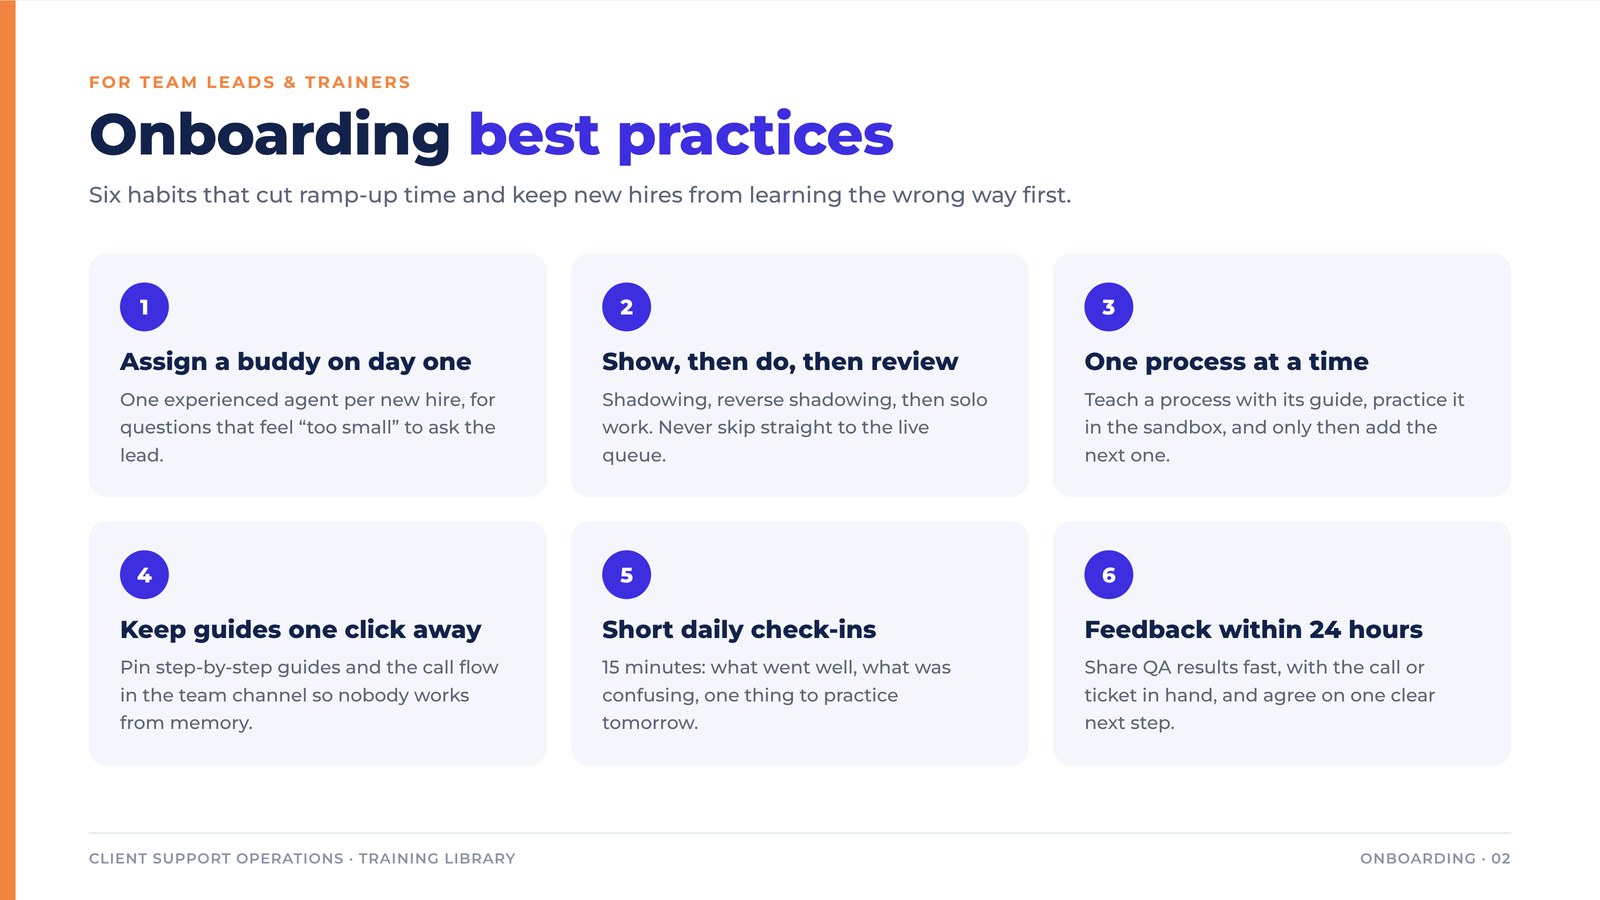 FOR TEAM LEADS & TRAINERS
Onboarding best practices
Six habits that cut ramp-up time and keep new hires from learning the wrong way first.
1
Assign a buddy on day one
One experienced agent per new hire, for
questions that feel “too small” to ask the
lead.
2
Show, then do, then review
Shadowing, reverse shadowing, then solo
work. Never skip straight to the live
queue.
3
One process at a time
Teach a process with its guide, practice it
in the sandbox, and only then add the
next one.
4
Keep guides one click away
Pin step-by-step guides and the call flow
in the team channel so nobody works
from memory.
5
Short daily check-ins
15 minutes: what went well, what was
confusing, one thing to practice
tomorrow.
6
Feedback within 24 hours
Share QA results fast, with the call or
ticket in hand, and agree on one clear
next step.
CLIENT SUPPORT OPERATIONS · TRAINING LIBRARY
ONBOARDING · 02